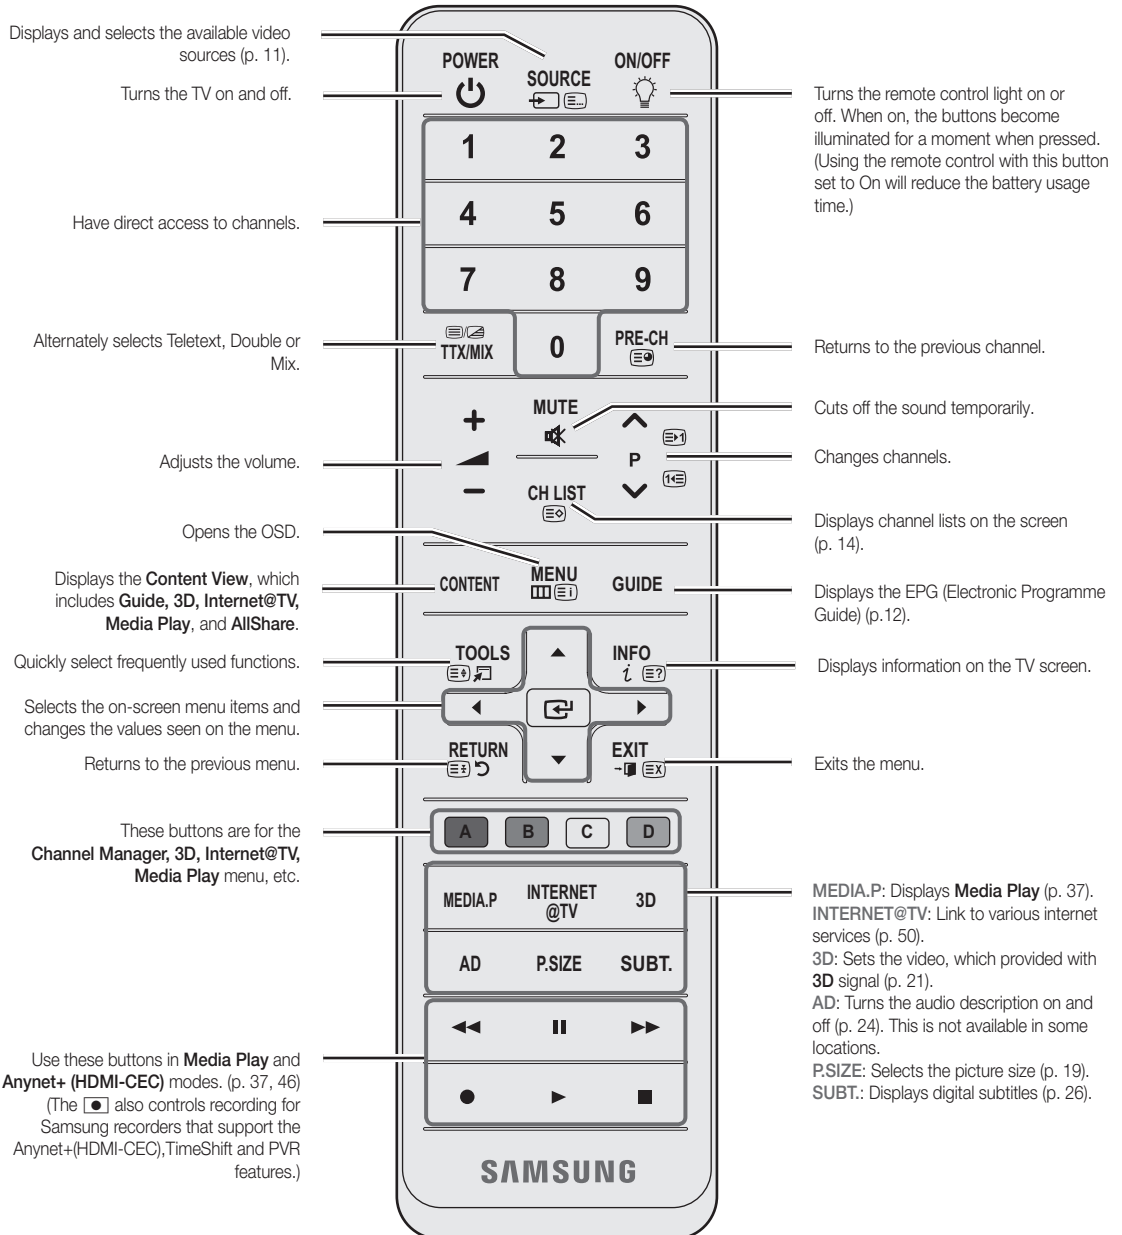 Displays and selects the available video
sources (p. 11).
Turns the TV on and off.
Have direct access to channels.
Alternately selects Teletext, Double or
Mix.
Adjusts the volume.
Opens the OSD.
Displays the Content View, which
includes Guide, 3D, Internet@TV,
Media Play, and AllShare.
Quickly select frequently used functions.
Selects the on-screen menu items and
changes the values seen on the menu.
Returns to the previous menu.
These buttons are for the
Channel Manager, 3D, Internet@TV,
Media Play menu, etc.
Use these buttons in Media Play and
Anynet+ (HDMI-CEC) modes. (p. 37, 46)
(The also controls recording for
Samsung recorders that support the
Anynet+(HDMI-CEC),TimeShift and PVR
features.)
POWER
SOURCE
ON/OFF
1 2 3
4 5 6
7 8 9
TTX/MIX
0
PRE-CH
MUTE
P
CH LIST
CONTENT
MENU
GUIDE
TOOLS
INFO
RETURN
EXIT
A B C D
MEDIA.P
INTERNET
@TV
3D
AD P.SIZE SUBT.
SAMSUNG
Turns the remote control light on or
off. When on, the buttons become
illuminated for a moment when pressed.
(Using the remote control with this button
set to On will reduce the battery usage
time.)
Returns to the previous channel.
Cuts off the sound temporarily.
Changes channels.
Displays channel lists on the screen
(p. 14).
Displays the EPG (Electronic Programme
Guide) (p.12).
Displays information on the TV screen.
Exits the menu.
MEDIA.P: Displays Media Play (p. 37).
INTERNET@TV: Link to various internet
services (p. 50).
3D: Sets the video, which provided with
3D signal (p. 21).
AD: Turns the audio description on and
off (p. 24). This is not available in some
locations.
P.SIZE: Selects the picture size (p. 19).
SUBT.: Displays digital subtitles (p. 26).